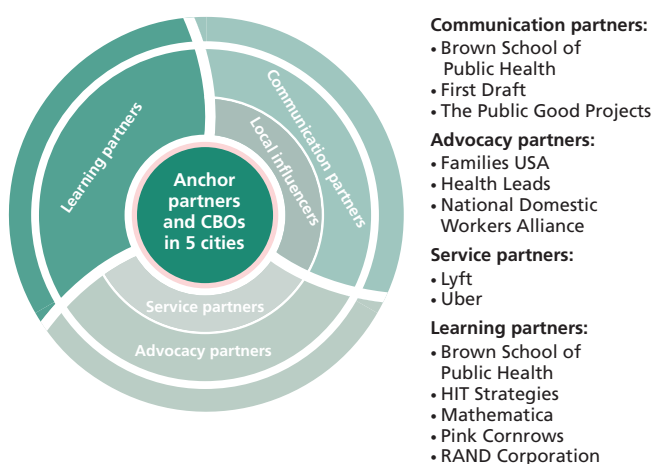 Learning partners
Communication partners
Local influencers
Anchor
partners
and CBOs
in 5 cities
Service partners
Advocacy partners
Communication partners:
• Brown School of
Public Health
• First Draft
• The Public Good Projects
Advocacy partners:
• Families USA
• Health Leads
• National Domestic
Workers Alliance
Service partners:
• Lyft
• Uber
Learning partners:
• Brown School of
Public Health
• HIT Strategies
• Mathematica
• Pink Cornrows
• RAND Corporation